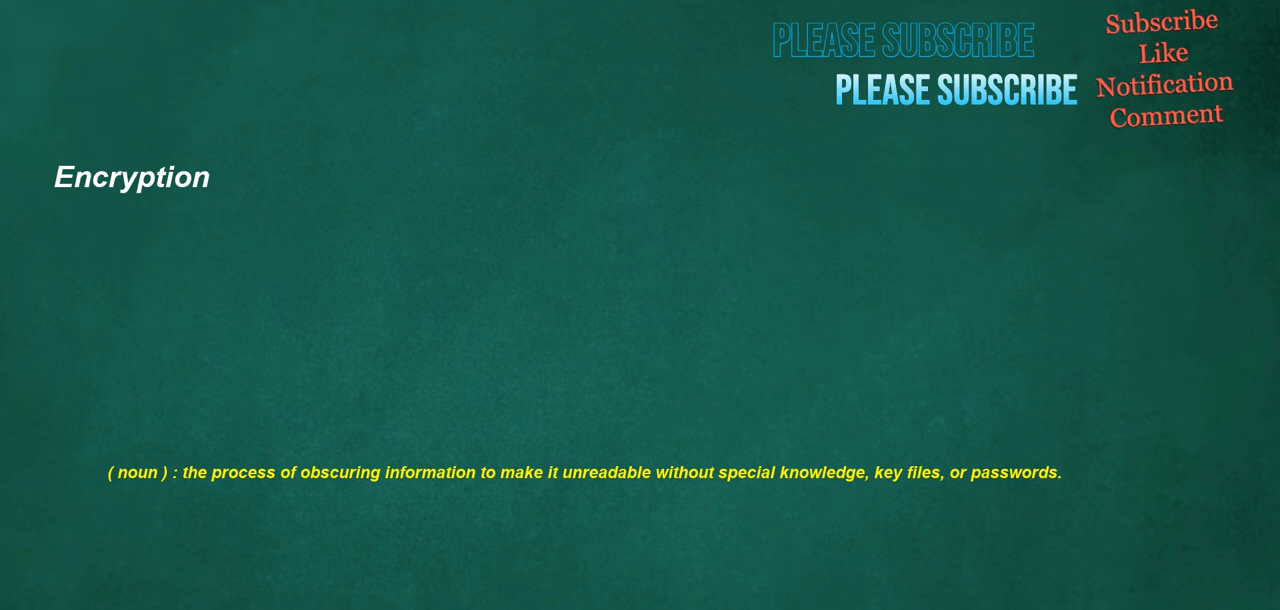 PLEASE SUBSCRIBE
PLEASE SUBSCRIBE
Subscribe
Like
Notification
Comment
Encryption
( noun ) : the process of obscuring information to make it unreadable without special knowledge, key files, or passwords.